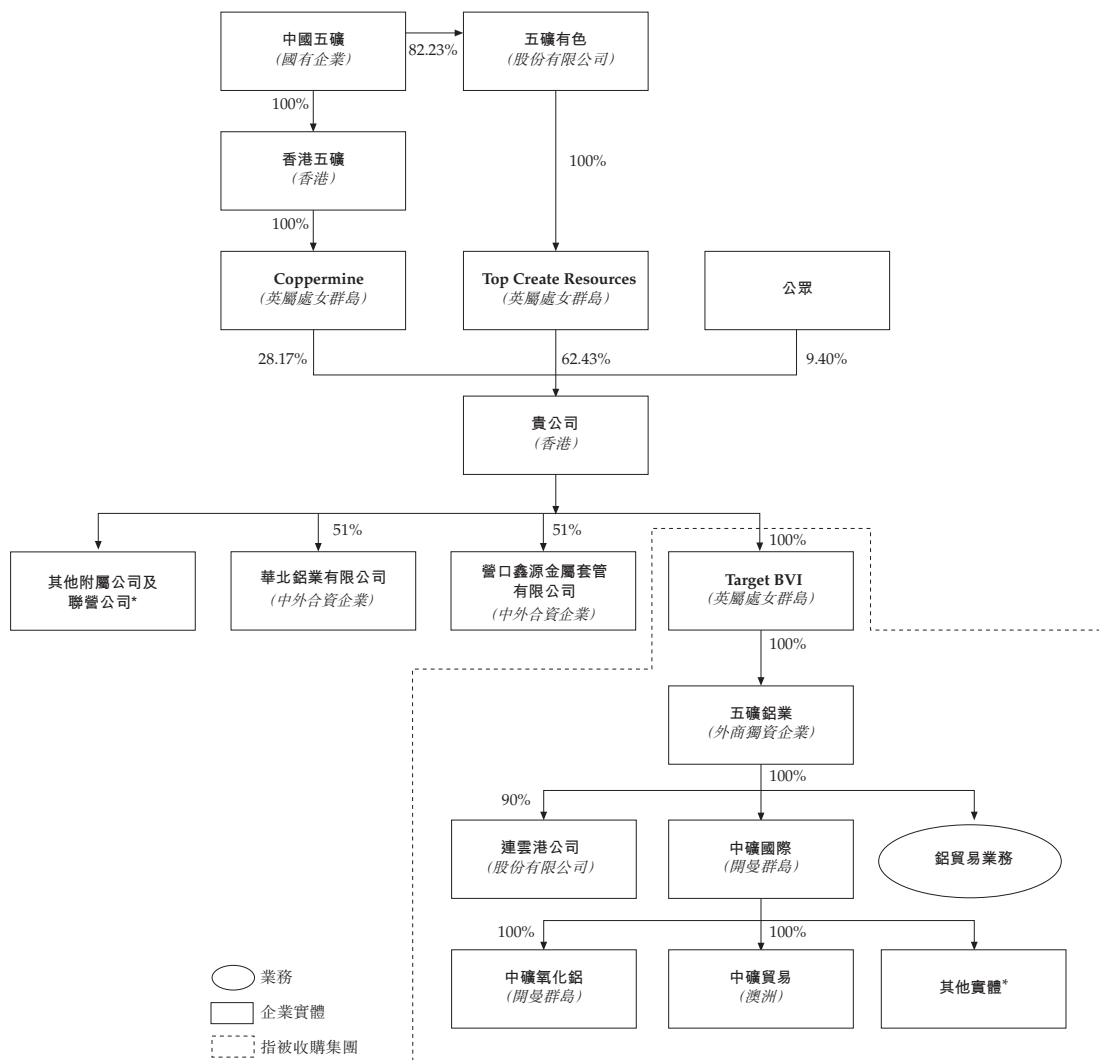 中國五礦
(國有企業)
82.23%
五礦有色
(股份有限公司)
100%
香港五礦
(香港)
100%
100%
Coppermine
(英屬處女群島)
Top Create Resources
(英屬處女群島)
公眾
28.17%
62.43%
9.40%
貴公司
(香港)
51%
51%
100%
其他附屬公司及
聯營公司*
華北鋁業有限公司
(中外合資企業)
營口鑫源金屬套管
有限公司
(中外合資企業)
Target BVI
(英屬處女群島)
100%
五礦鋁業
(外商獨資企業)
100%
90%
連雲港公司
(股份有限公司)
中礦國際
(開曼群島)
鋁貿易業務
100%
100%
中礦氧化鋁
(開曼群島)
中礦貿易
(澳洲)
其他實體*
業務
企業實體
指被收購集團